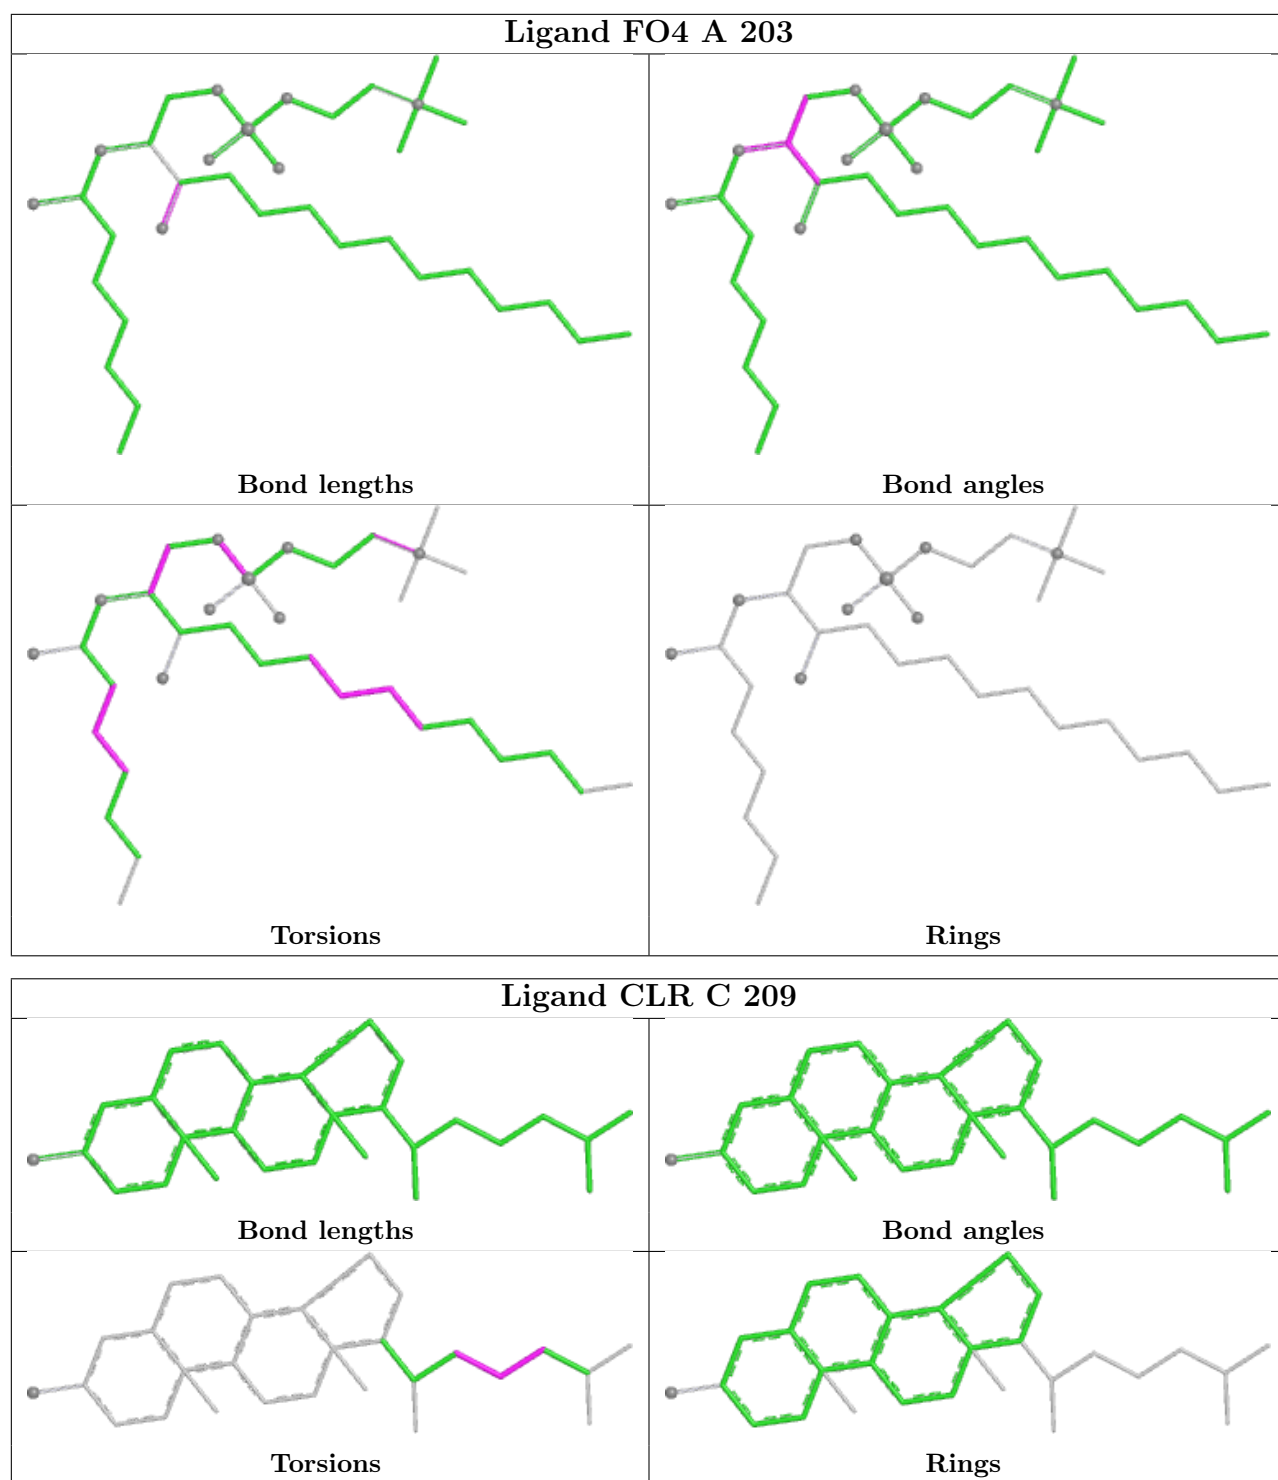 Ligand FO4 A 203
Bond lengths
Bond angles
Torsions
Rings
Ligand CLR C 209
Bond lengths
Bond angles
Torsions
Rings